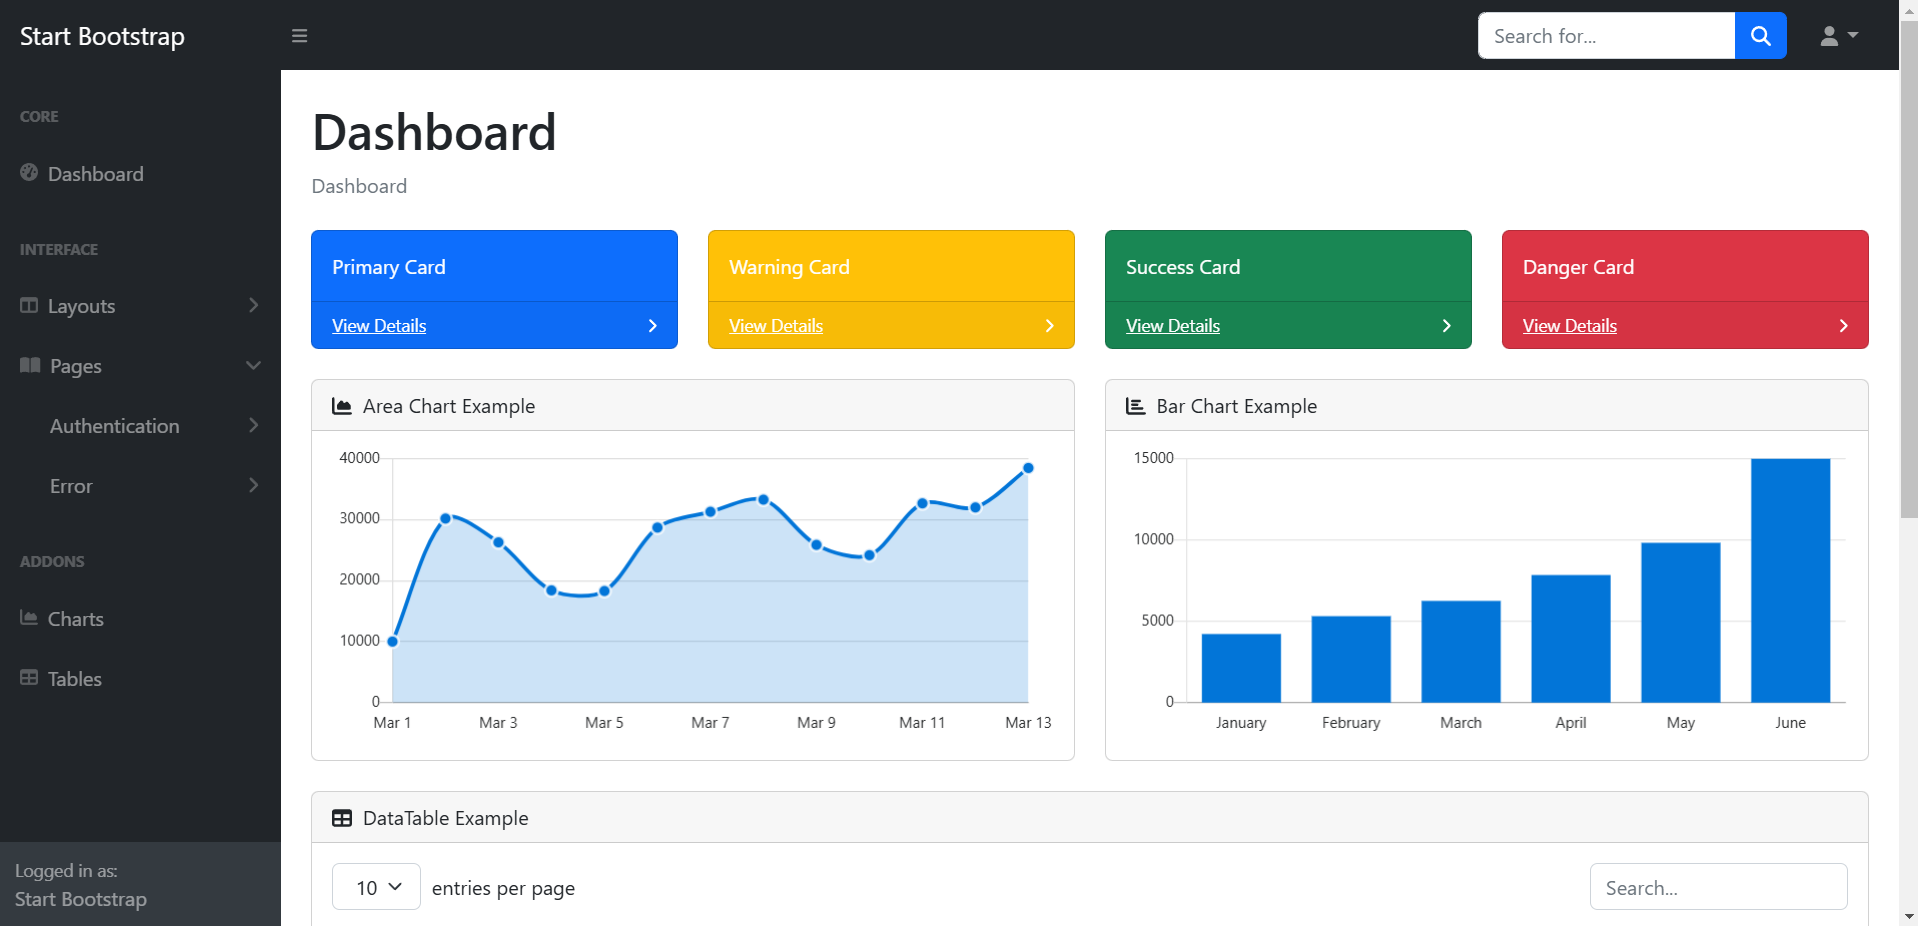 Start Bootstrap
Search for...
CORE
Dashboard
INTERFACE
Layouts
Pages
Authentication
Error
ADDONS
Charts
Tables
Logged in as:
Start Bootstrap
Dashboard
Dashboard
Primary Card
View Details
Warning Card
View Details
Success Card
View Details
Danger Card
View Details
Area Chart Example
40000
30000
20000
10000
0
Mar 1 Mar 3 Mar 5 Mar 7 Mar 9 Mar 11 Mar 13
Bar Chart Example
15000
10000
5000
0
January February March April May June
DataTable Example
10 entries per page
Search...